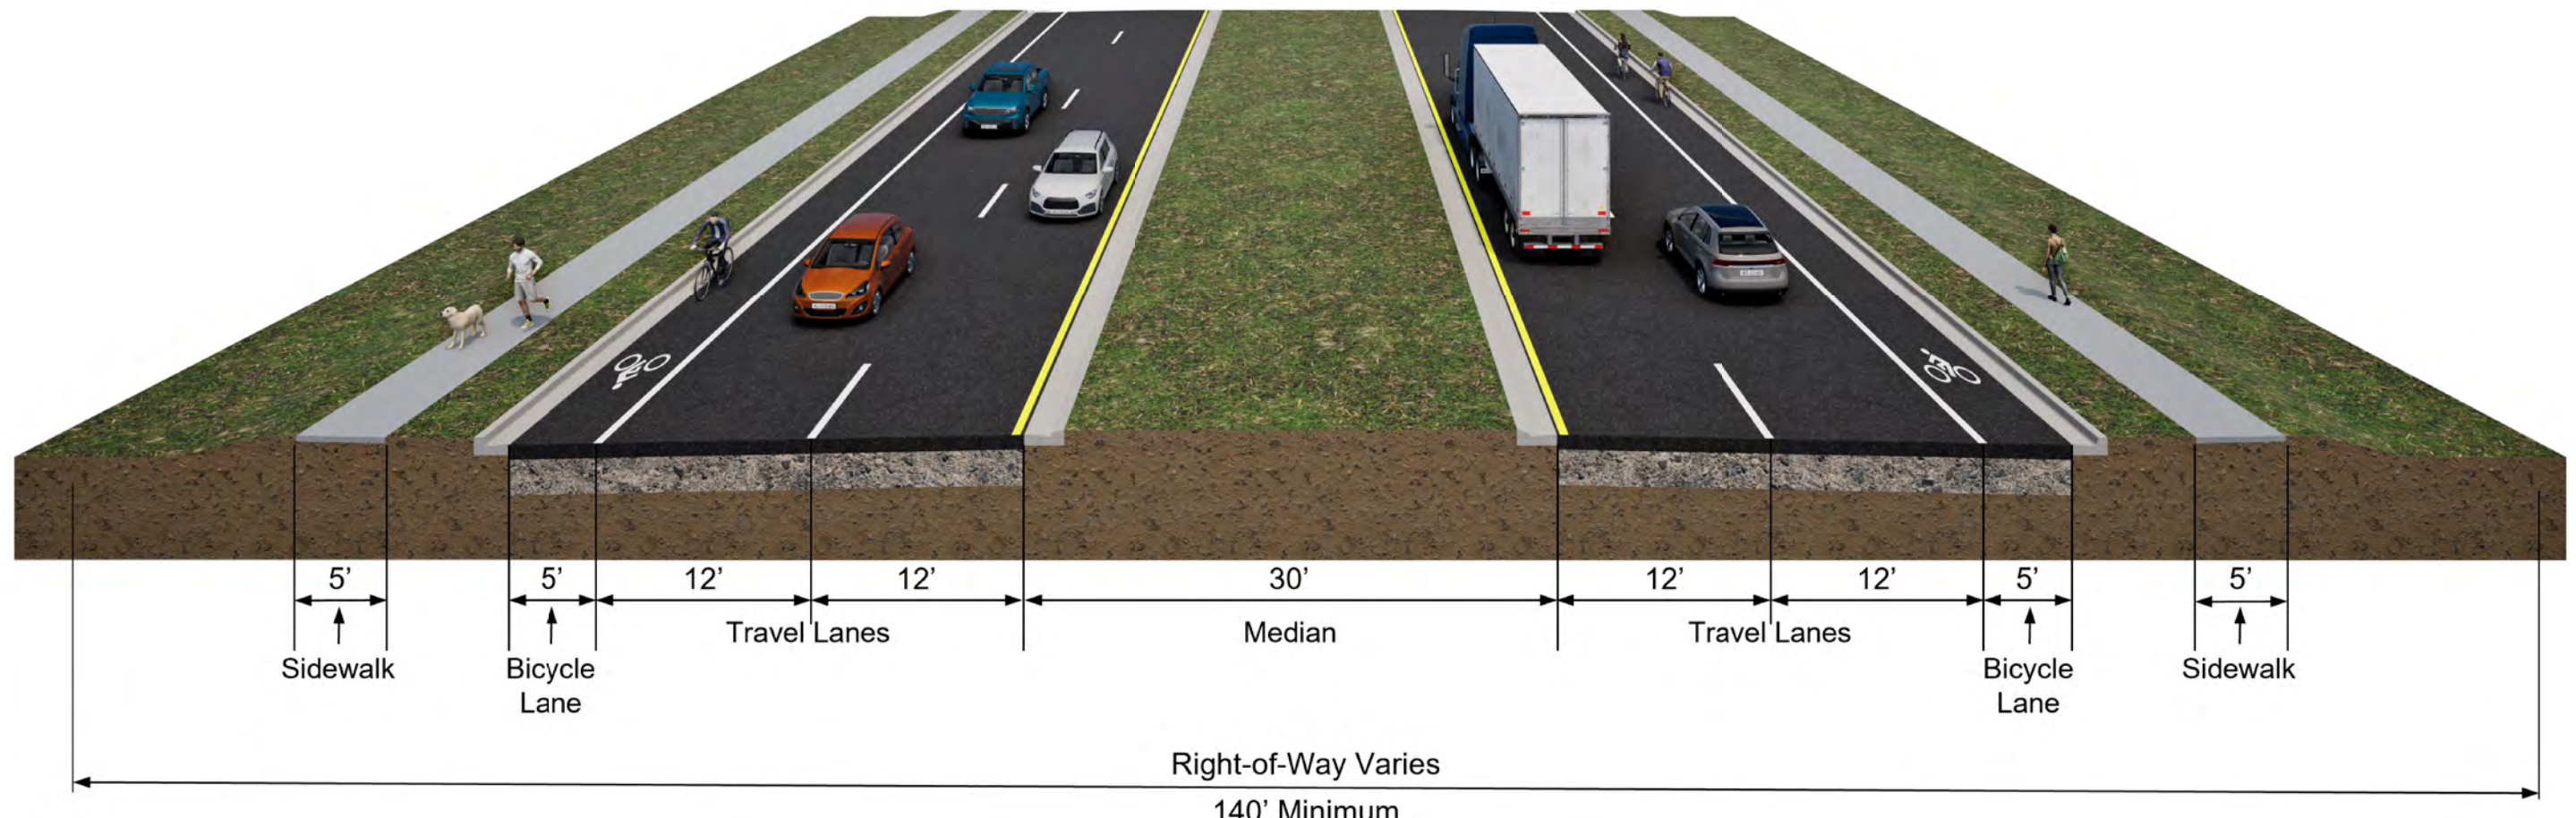 5’ 5’ 12’ 12’ 30’ 12’ 12’ 5’ 5’
Travel Lanes Median Travel Lanes
Sidewalk Bicycle Lane Bicycle Lane Sidewalk
Right-of-Way Varies
140’ Minimum